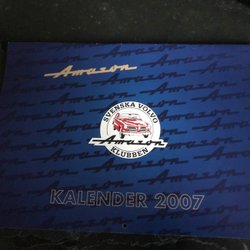 Amazon
SVENSKA VOLVO
Amazon
KLUBBEN
KALENDER 2007